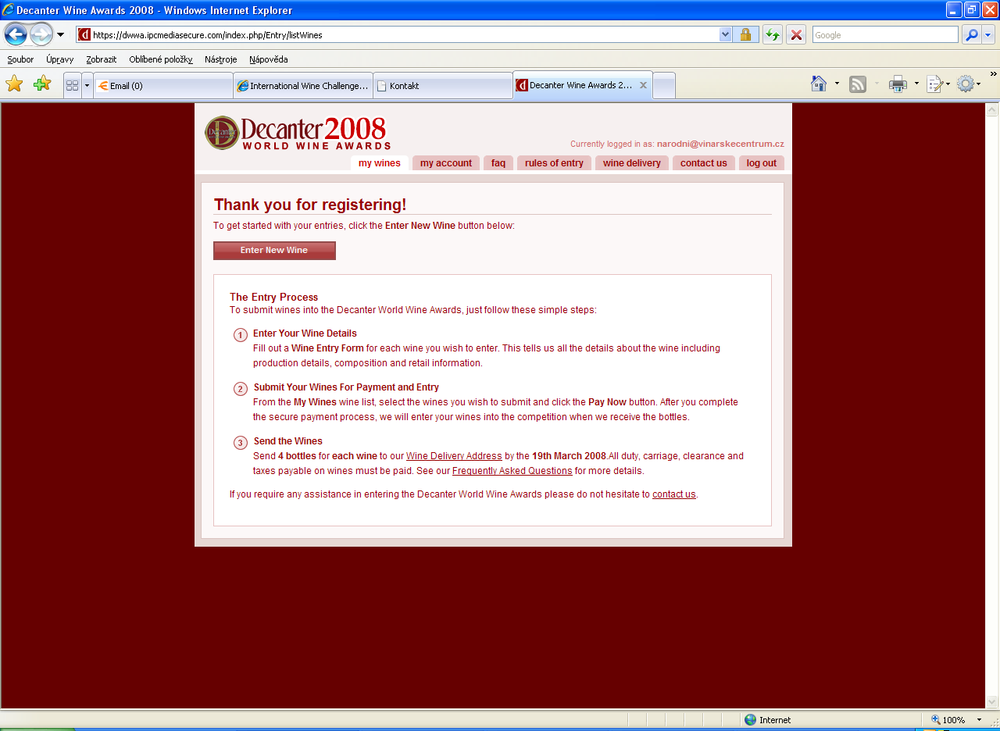 Decanter Wine Awards 2008 - Windows Internet Explorer
https://dwwa.ipcmediasecure.com/index.php/Entry/listWines
Google
Soubor Úpravy Zobrazit Oblíbené položky Nástroje Nápověda
Email (0)
International Wine Challenge...
Kontakt
Decanter Wine Awards 2...
Decanter 2008
WORLD WINE AWARDS
Currently logged in as: narodni@vinarskecentrum.cz
my wines my account faq rules of entry wine delivery contact us log out
Thank you for registering!
To get started with your entries, click the Enter New Wine button below:
Enter New Wine
The Entry Process
To submit wines into the Decanter World Wine Awards, just follow these simple steps:
1 Enter Your Wine Details
Fill out a Wine Entry Form for each wine you wish to enter. This tells us all the details about the wine including
production details, composition and retail information.
2 Submit Your Wines For Payment and Entry
From the My Wines wine list, select the wines you wish to submit and click the Pay Now button. After you complete
the secure payment process, we will enter your wines into the competition when we receive the bottles.
3 Send the Wines
Send 4 bottles for each wine to our Wine Delivery Address by the 19th March 2008.All duty, carriage, clearance and
taxes payable on wines must be paid. See our Frequently Asked Questions for more details.
If you require any assistance in entering the Decanter World Wine Awards please do not hesitate to contact us.
Internet
100%